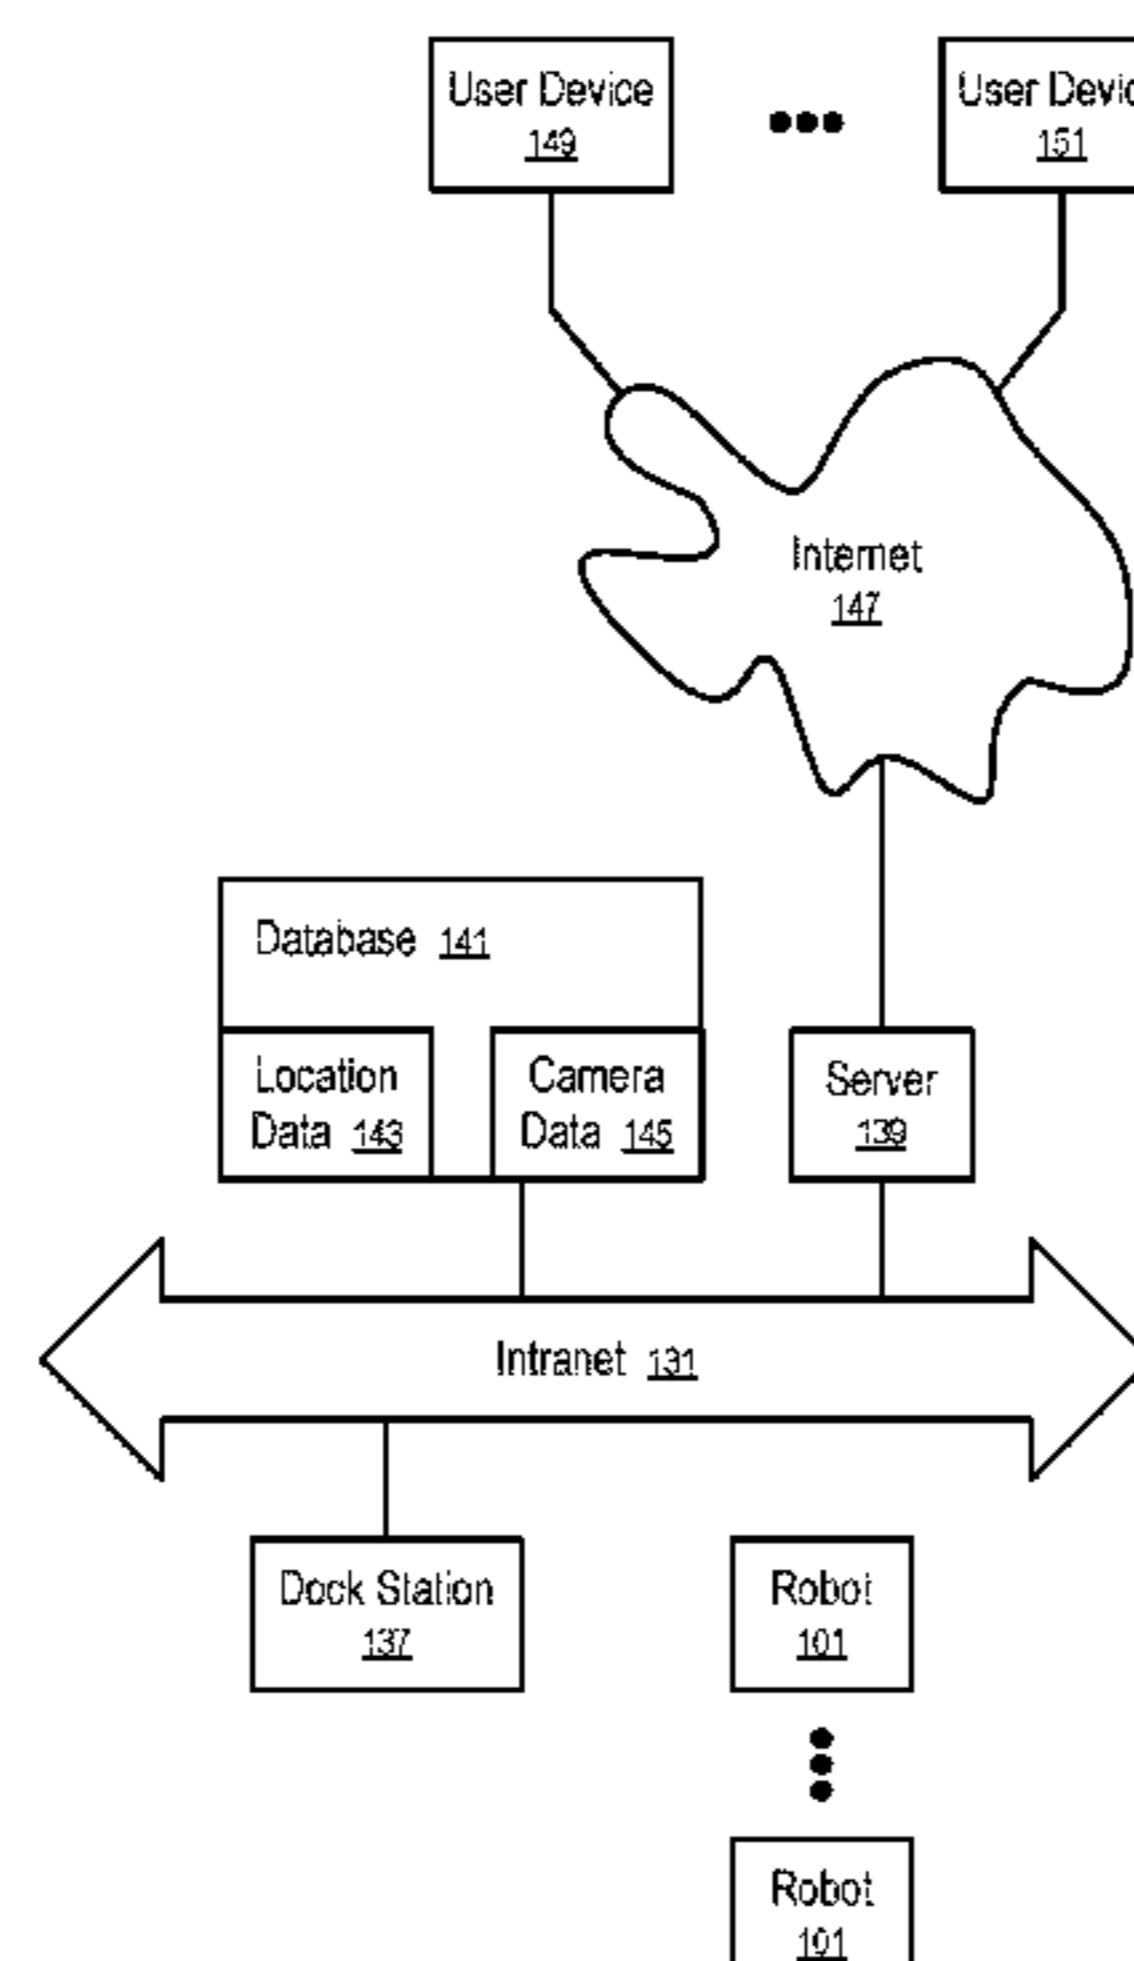 User Device
149
User Devic
151
Internet
147
Database 141
Location
Data 143
Camera
Data 145
Server
139
Intranet 131
Dock Station
137
Robot
101
Robot
101